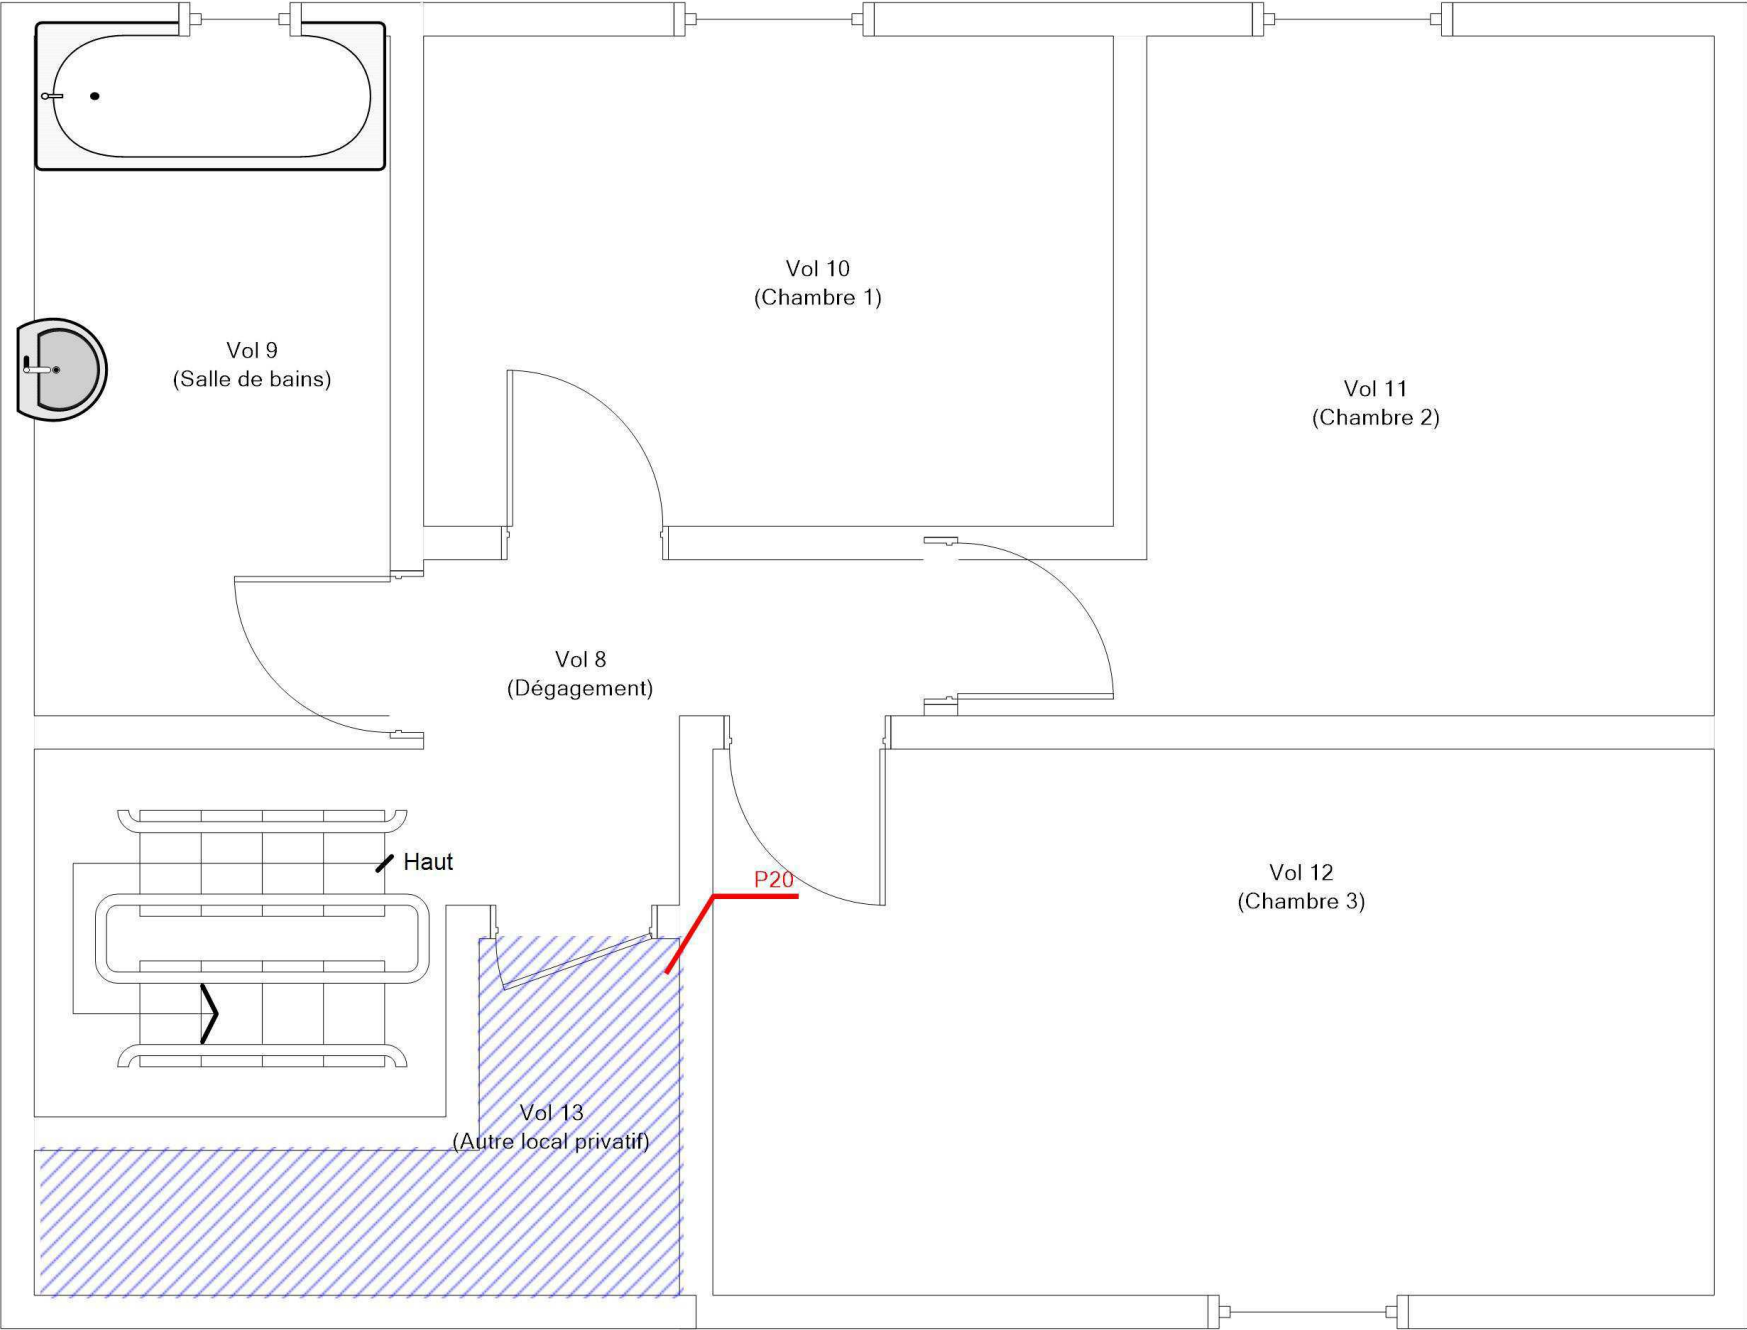 Vol 10
(Chambre 1)
Vol 9
(Salle de bains)
Vol 11
(Chambre 2)
Vol 8
(Dégagement)
Haut
P20
Vol 12
(Chambre 3)
Vol 13
(Autre local privatif)